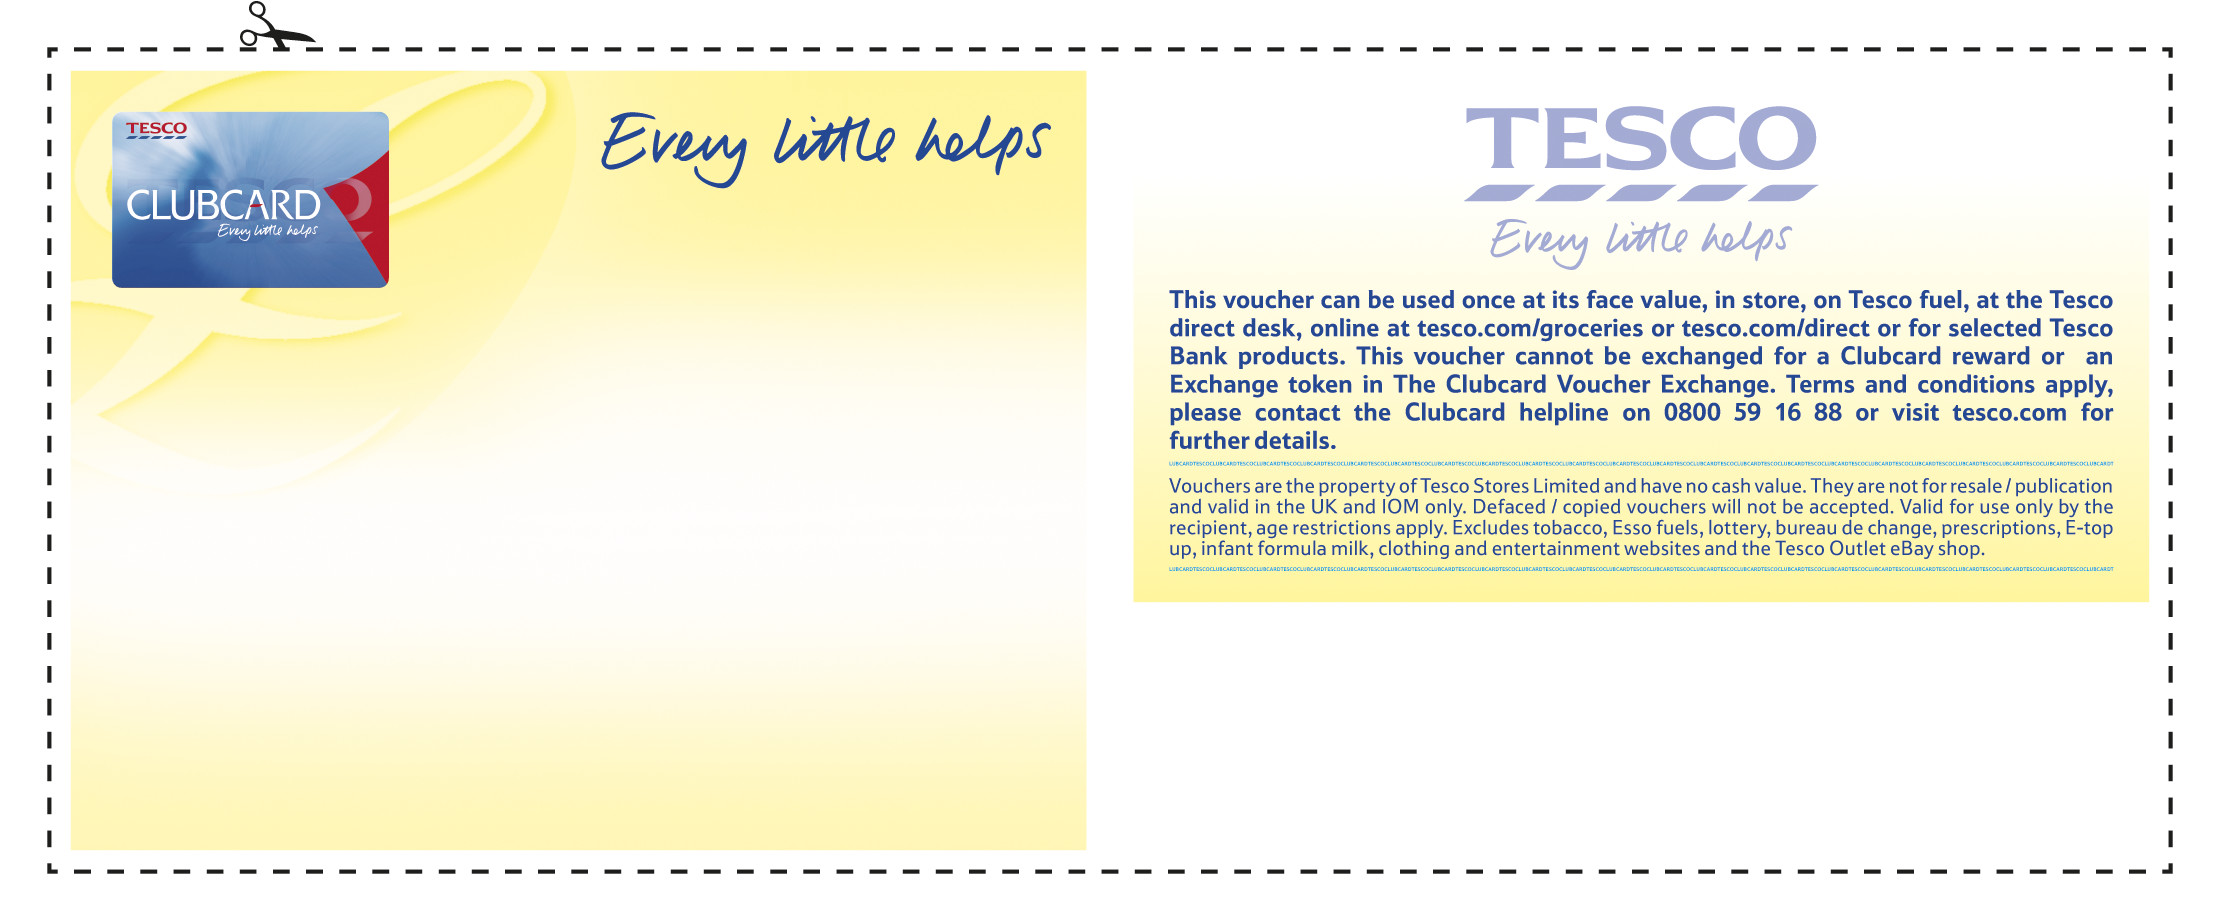 TESCO
CLUBCARD
Every little helps
Every little helps
TESCO
Every little helps
This voucher can be used once at its face value, in store, on Tesco fuel, at the Tesco
direct desk, online at tesco.com/groceries or tesco.com/direct or for selected Tesco
Bank products. This voucher cannot be exchanged for a Clubcard reward or an
Exchange token in The Clubcard Voucher Exchange. Terms and conditions apply,
please contact the Clubcard helpline on 0800 59 16 88 or visit tesco.com for
further details.
LUBCARDTESCOCLUBCARDTESCOCLUBCARDTESCOCLUBCARDTESCOCLUBCARDTESCOCLUBCARDTESCOCLUBCARDTESCOCLUBCARDTESCOCLUBCARDTESCOCLUBCARDTESCOCLUBCARDTESCOCLUBCARDTESCOCLUBCARDTESCOCLUBCARDTESCOCLUBCARDTESCOCLUBCARDT
Vouchers are the property of Tesco Stores Limited and have no cash value. They are not for resale / publication
and valid in the UK and IOM only. Defaced / copied vouchers will not be accepted. Valid for use only by the
recipient, age restrictions apply. Excludes tobacco, Esso fuels, lottery, bureau de change, prescriptions, E-top
up, infant formula milk, clothing and entertainment websites and the Tesco Outlet eBay shop.
LUBCARDTESCOCLUBCARDTESCOCLUBCARDTESCOCLUBCARDTESCOCLUBCARDTESCOCLUBCARDTESCOCLUBCARDTESCOCLUBCARDTESCOCLUBCARDTESCOCLUBCARDTESCOCLUBCARDTESCOCLUBCARDTESCOCLUBCARDTESCOCLUBCARDTESCOCLUBCARDTESCOCLUBCARDT